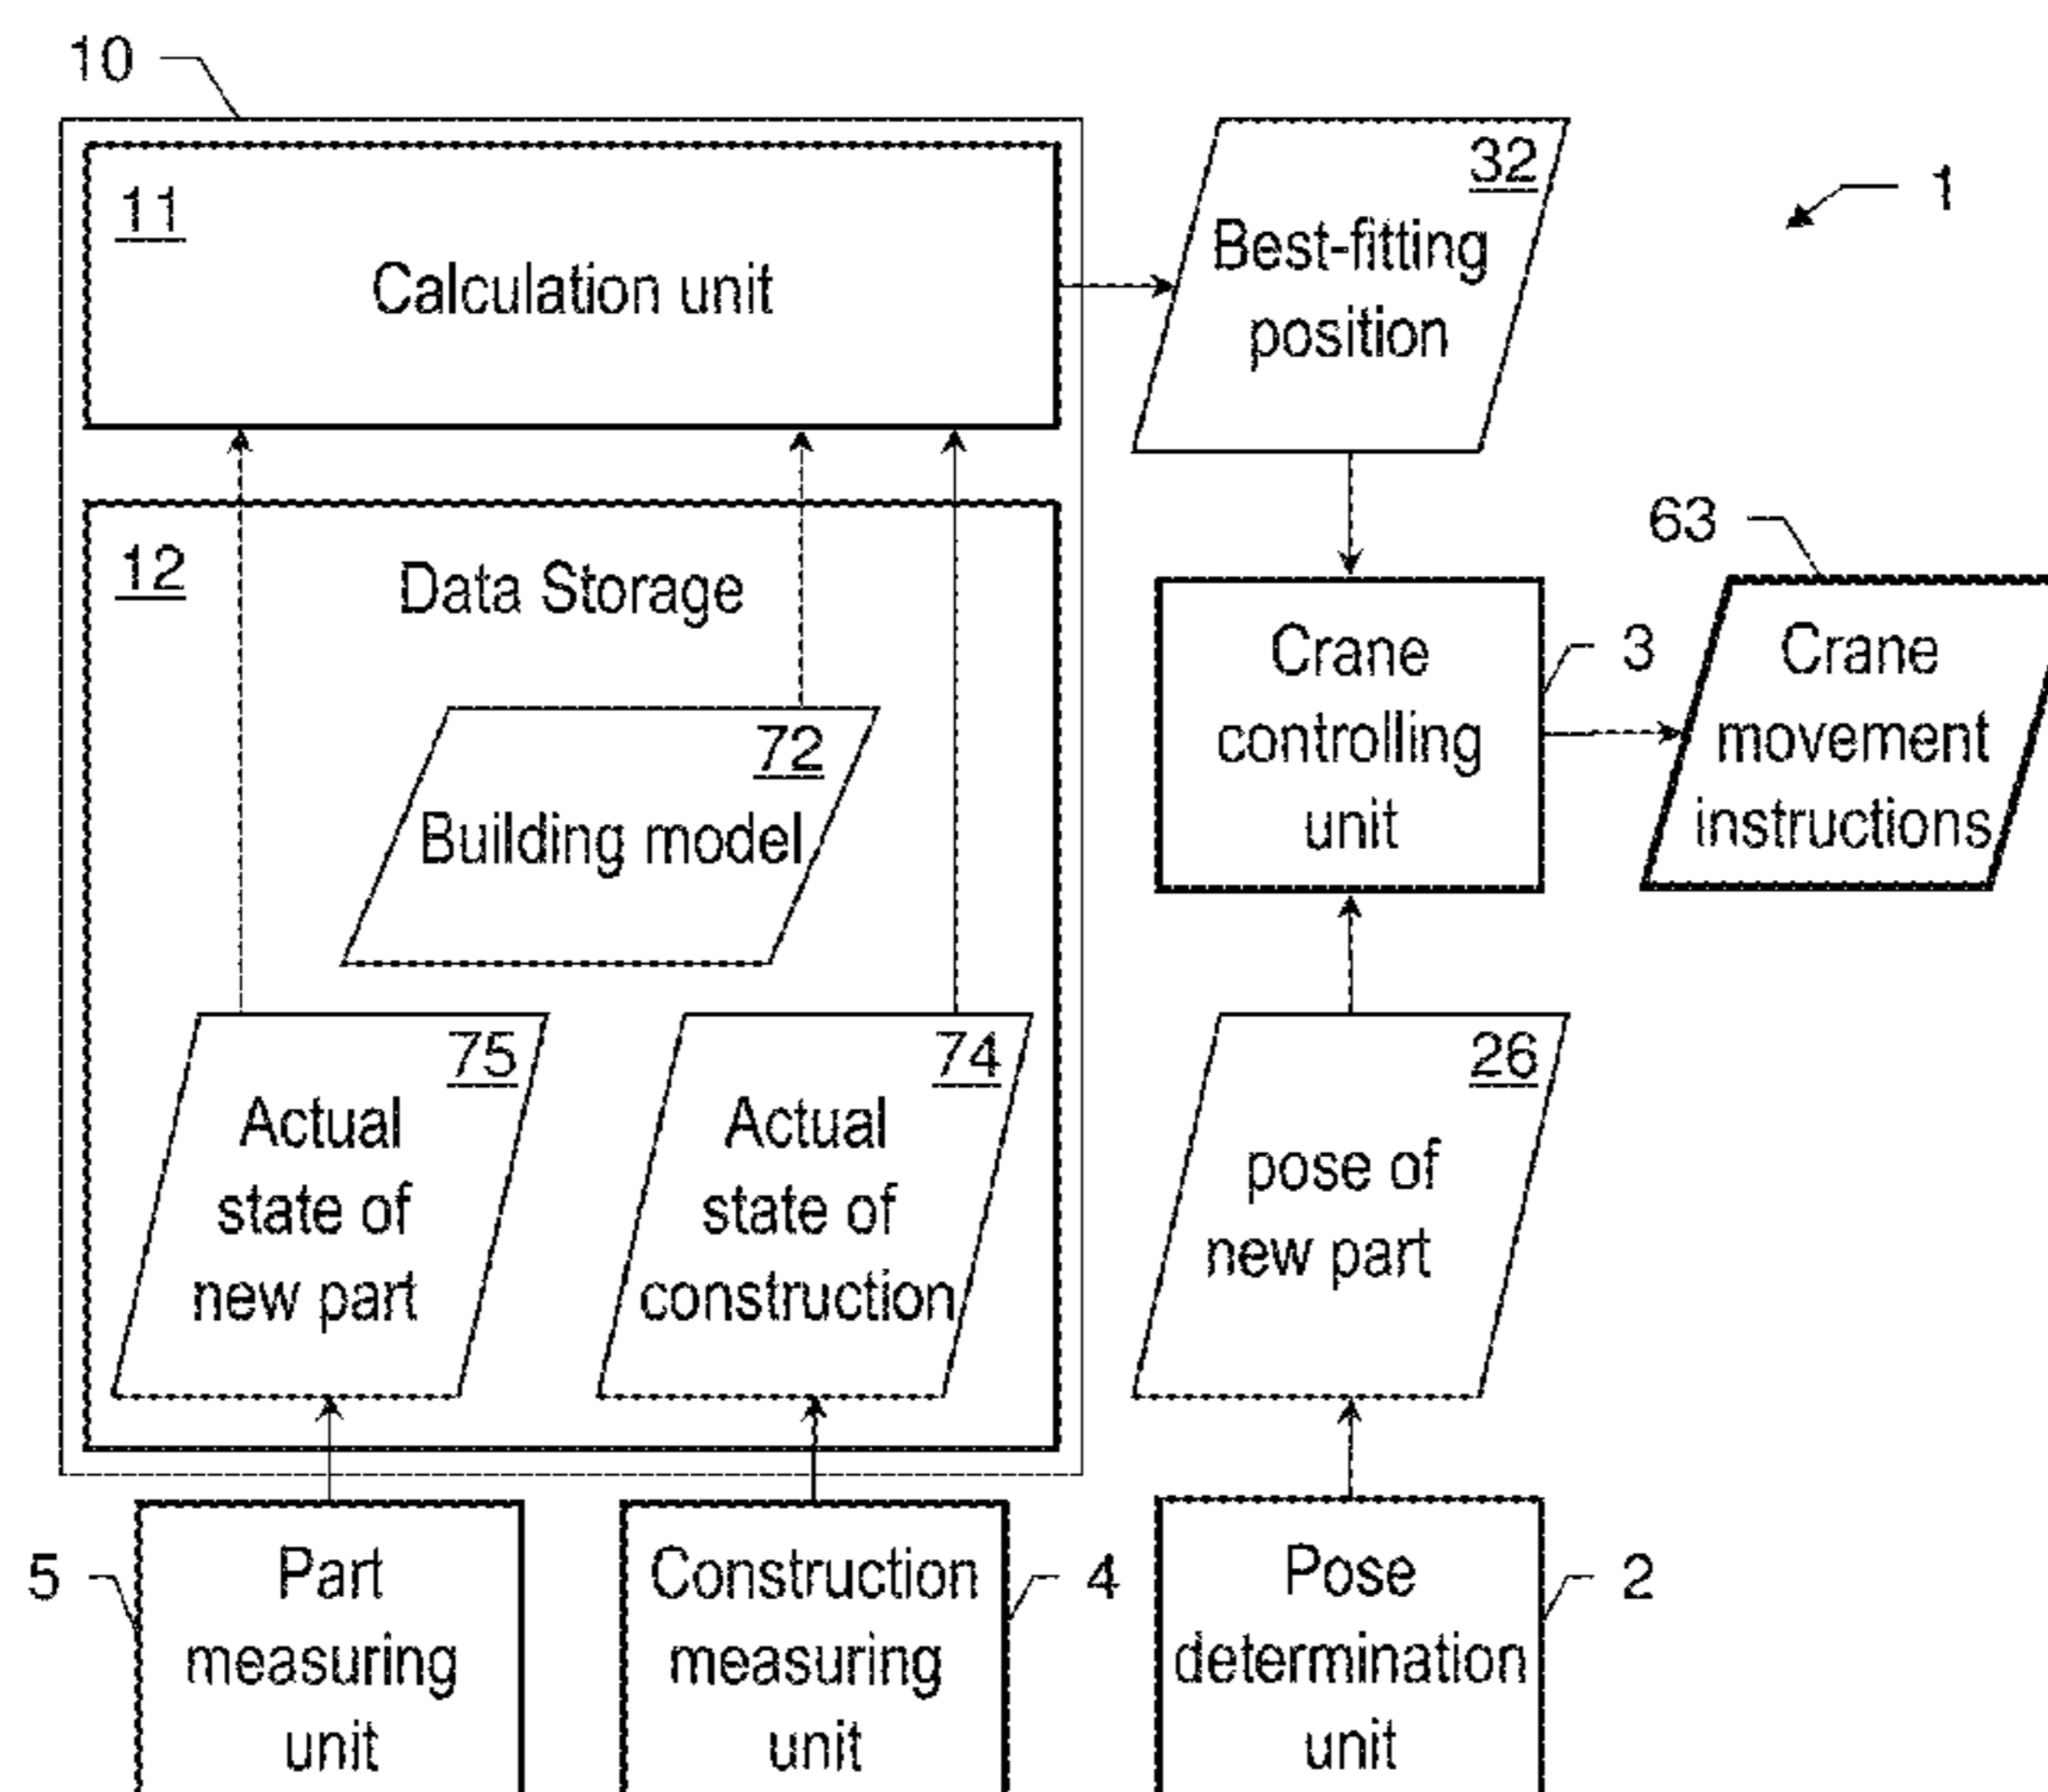 10
11
Calculation unit
32
Best-fitting
position
1
12
Data Storage
72
Building model
75
Actual
state of
new part
74
Actual
state of
construction
Crane
controlling
unit
3
63
Crane
movement
instructions
26
pose of
new part
5
Part
measuring
unit
Construction
measuring
unit
4
Pose
determination
unit
2